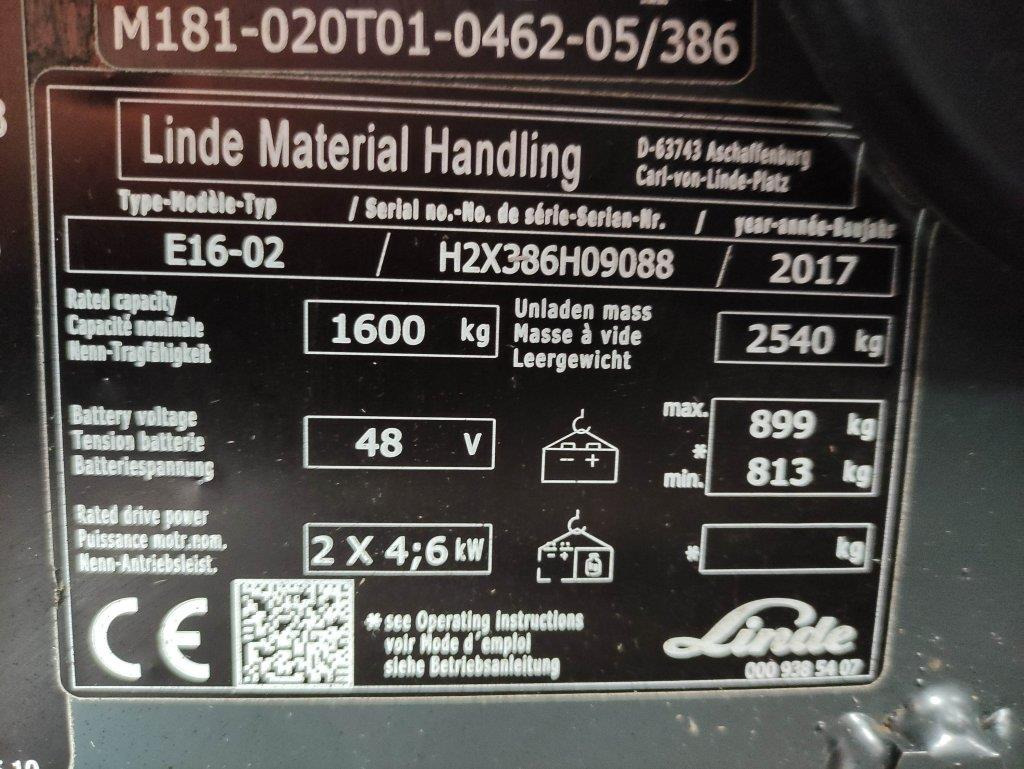 M181-020T01-0462-05/386
Linde Material Handling
D-63743 Aschaffenburg
Carl-von-Linde-Platz
Type-Modèle-Typ / Serial no.-No. de série-Serien-Nr. / year-année-Baujahr
E16-02 / H2X386H09088 / 2017
Rated capacity
Capacité nominale
Nenn-Tragfähigkeit
1600 kg
Unladen mass
Masse à vide
Leergewicht
2540 kg
Battery voltage
Tension batterie
Batteriespannung
48 V
- +
max. 899 kg
*
min. 813 kg
Rated drive power
Puissance motr.nom.
Nenn-Antriebsleist.
2 X 4;6 kW
- +
* kg
CE
* see Operating Instructions
voir Mode d'emploi
siehe Betriebsanleitung
Linde
000 938 54 07